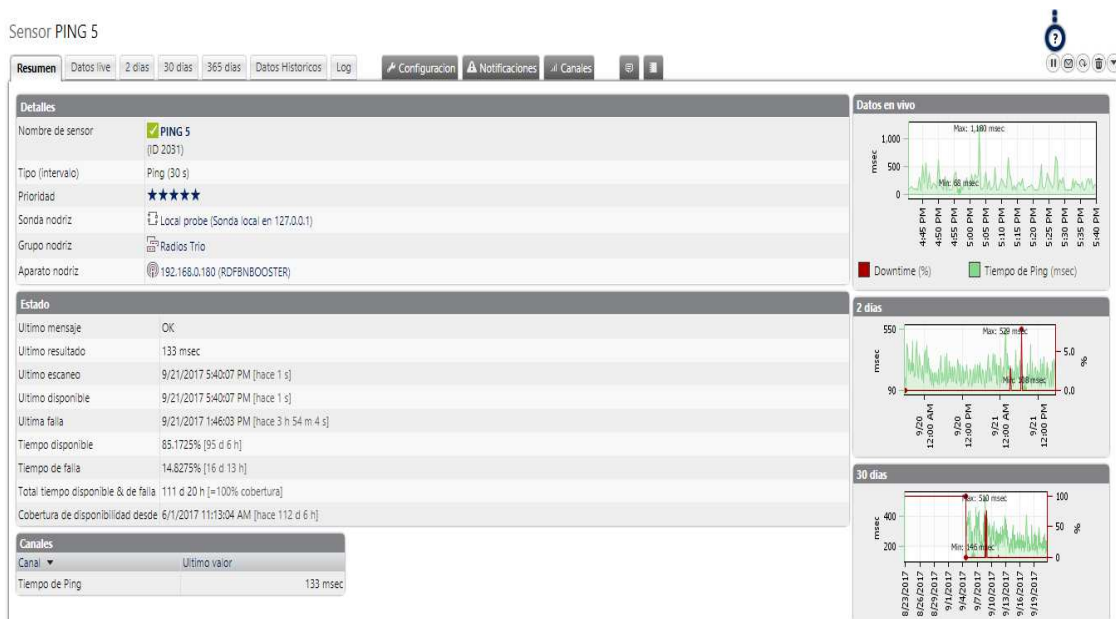 Sensor PING 5
Resumen Datos live 2 dias 30 dias 365 dias Datos Historicos Log Configuracion Notificaciones Canales
Detalles
Nombre de sensor PING 5
(ID 2031)
Tipo (intervalo) Ping (30 s)
Prioridad ★★★★★
Sonda nodriz Local probe (Sonda local en 127.0.0.1)
Grupo nodriz Radios Trio
Aparato nodriz 192.168.0.180 (RDFBNBOOSTER)
Estado
Ultimo mensaje OK
Ultimo resultado 133 msec
Ultimo escaneo 9/21/2017 5:40:07 PM [hace 1 s]
Ultimo disponible 9/21/2017 5:40:07 PM [hace 1 s]
Ultima falla 9/21/2017 1:46:03 PM [hace 3 h 54 m 4 s]
Tiempo disponible 85.1725% [95 d 6 h]
Tiempo de falla 14.8275% [16 d 13 h]
Total tiempo disponible & de falla 111 d 20 h [=100% cobertura]
Cobertura de disponibilidad desde 6/1/2017 11:13:04 AM [hace 112 d 6 h]
Canales
Canal ▼ Ultimo valor
Tiempo de Ping 133 msec
?
Datos en vivo
Max: 1,180 msec
1.000
500
0
msec
Min: 68 msec
4:45 PM 4:50 PM 4:55 PM 5:00 PM 5:05 PM 5:10 PM 5:15 PM 5:20 PM 5:25 PM 5:30 PM 5:35 PM 5:40 PM
Downtime (%) Tiempo de Ping (msec)
2 dias
Max: 529 msec
550
90
msec
5.0
0.0
%
9/20 12:00 AM 9/20 12:00 PM 9/21 12:00 AM 9/21 12:00 PM
30 dias
Max: 510 msec
400
200
msec
Min: 146 msec
100
50
0
%
8/23/2017 8/26/2017 8/29/2017 9/1/2017 9/4/2017 9/7/2017 9/10/2017 9/13/2017 9/16/2017 9/19/2017